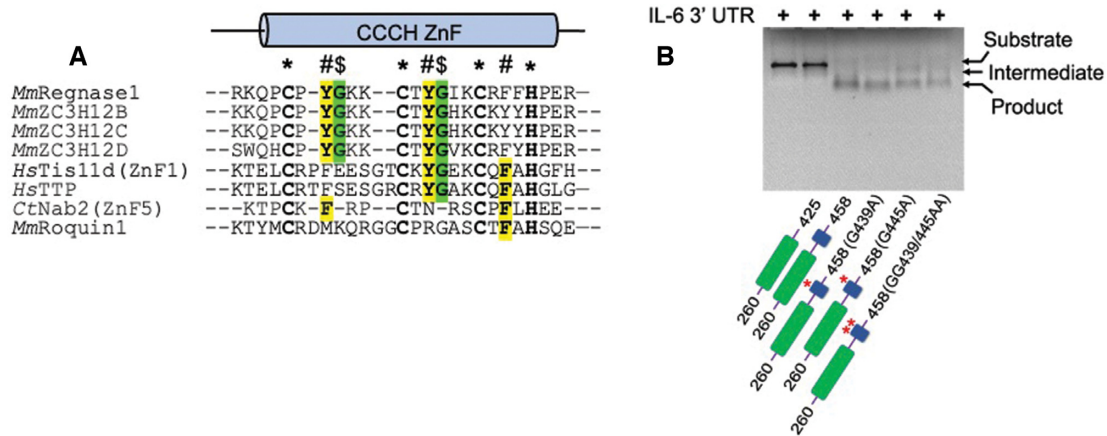 A
CCCH ZnF
* #$ * #$ * # *
MmRegnase1 --RKQPCP-YGKK--CTYGIKCRFFHPER--
MmZC3H12B --KKQPCP-YGKK--CTYGHKCKYYHPER--
MmZC3H12C --KKQPCP-YGKK--CTYGHKCKYYHPER--
MmZC3H12D --SWQHCP-YGKK--CTYGVKCRFYHPER--
HsTis11d(ZnF1) --KTELCRPFEESGTCKYGEKCQFAHGFH--
HsTTP --KTELCRTFSESGRCRYGAKCQFAHGLG--
CtNab2(ZnF5) ---KTPCK-F-RP--CTN-RSCPFLHEE---
MmRoquin1 --KTYMCRDMKQRGGCPRGASCTFAHSQE--
B
IL-6 3' UTR + + + + +
Substrate
Intermediate
Product
260 425
260 458
260 * 458 (G439A)
260 * 458 (G445A)
260 ** 458 (GG439/445AA)